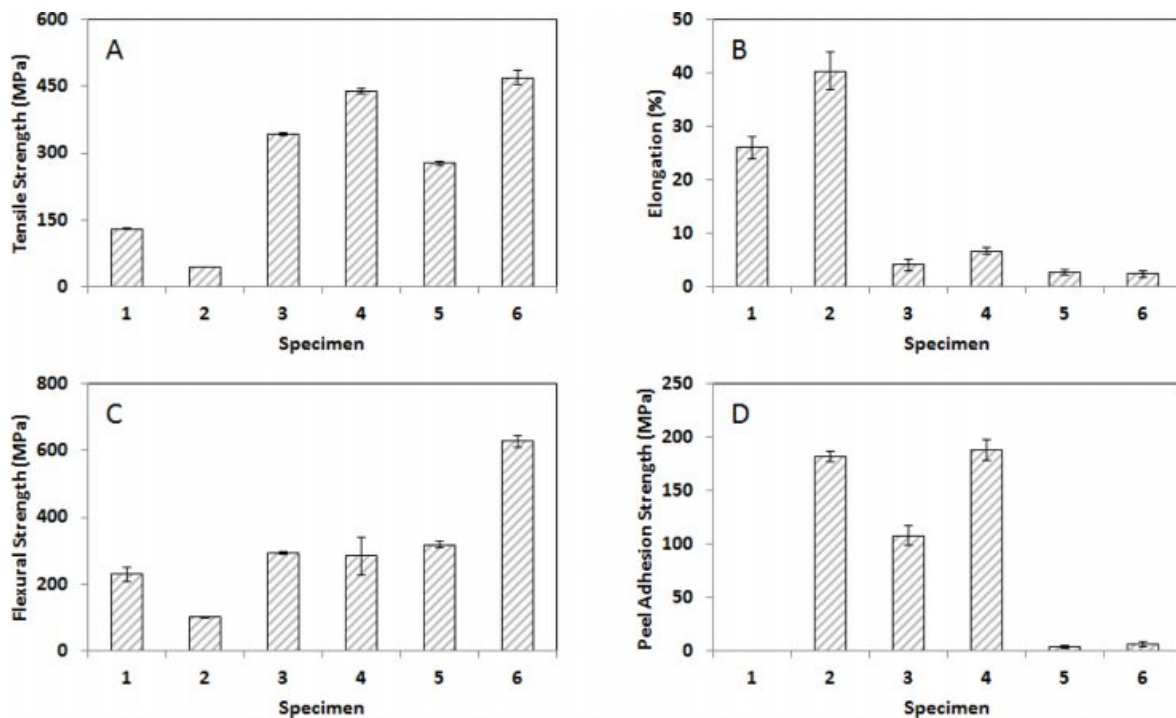 A
Tensile Strength (MPa)
600
450
300
150
0
1 2 3 4 5 6
Specimen
B
Elongation (%)
50
40
30
20
10
0
1 2 3 4 5 6
Specimen
C
Flexural Strength (MPa)
800
600
400
200
0
1 2 3 4 5 6
Specimen
D
Peel Adhesion Strength (MPa)
250
200
150
100
50
0
1 2 3 4 5 6
Specimen